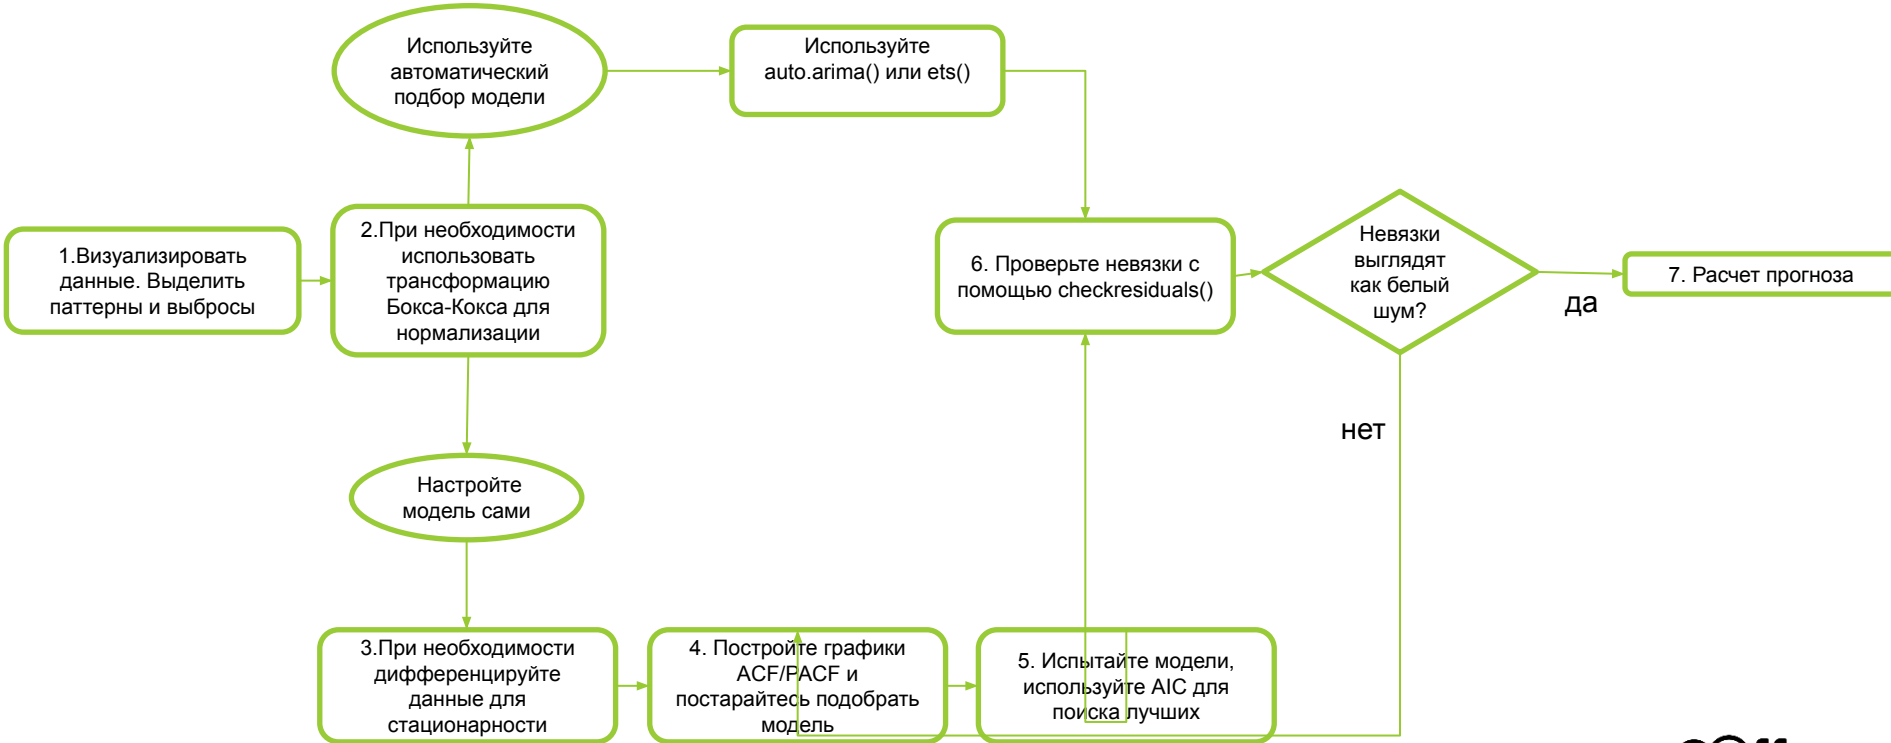 Используйте
автоматический
подбор модели
Используйте
auto.arima() или ets()
1.Визуализировать
данные. Выделить
паттерны и выбросы
2.При необходимости
использовать
трансформацию
Бокса-Кокса для
нормализации
6. Проверьте невязки с
помощью checkresiduals()
Невязки
выглядят
как белый
шум?
да
7. Расчет прогноза
нет
Настройте
модель сами
3.При необходимости
дифференцируйте
данные для
стационарности
4. Постройте графики
ACF/PACF и
постарайтесь подобрать
модель
5. Испытайте модели,
используйте AIC для
поиска лучших